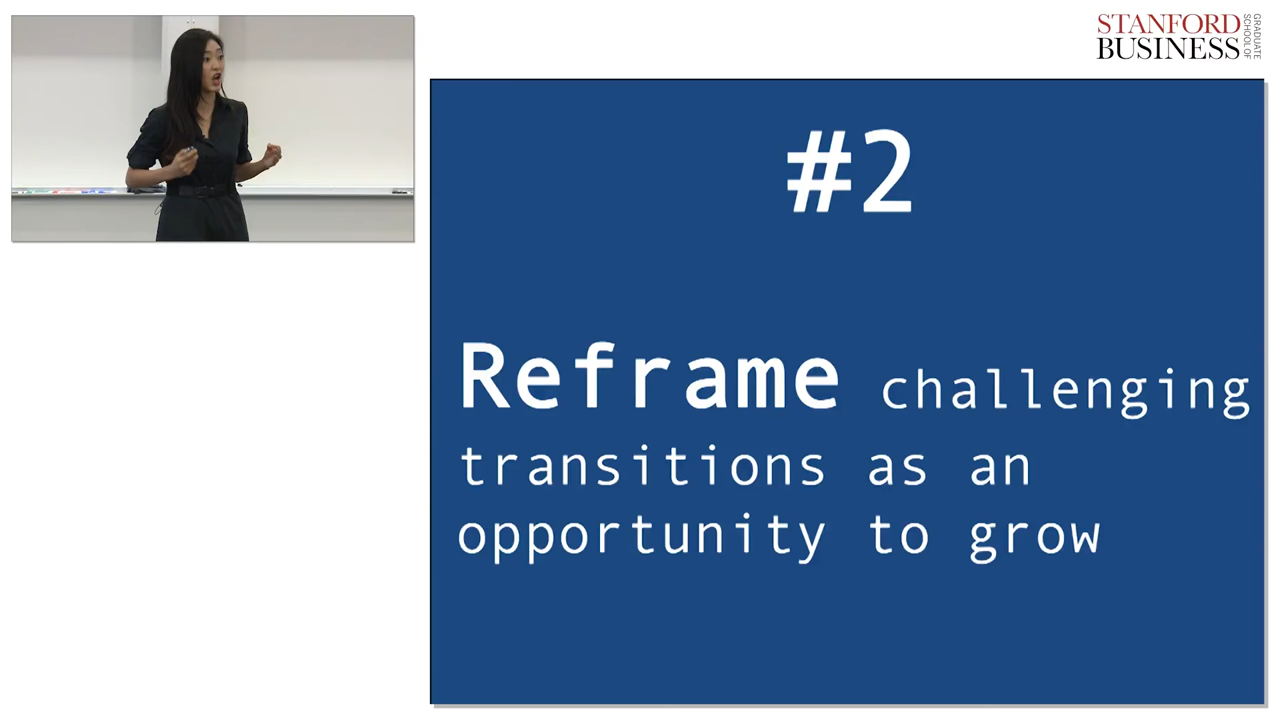 STANFORD
BUSINESS
GRADUATE
SCHOOL OF
#2
Reframe challenging
transitions as an
opportunity to grow